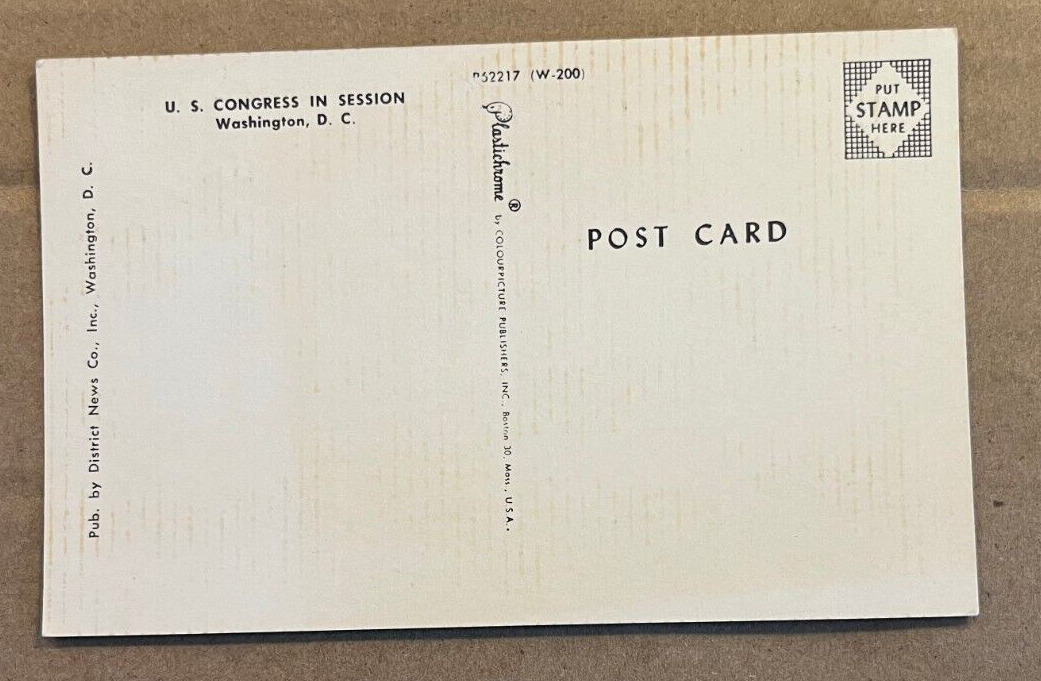 U. S. CONGRESS IN SESSION
Washington, D. C.
Pub. by District News Co., Inc., Washington, D. C.
P52217 (W-200)
Plastichrome ® by COLOURPICTURE PUBLISHERS, INC., Boston 30, Mass., U.S.A.
PUT
STAMP
HERE
POST CARD